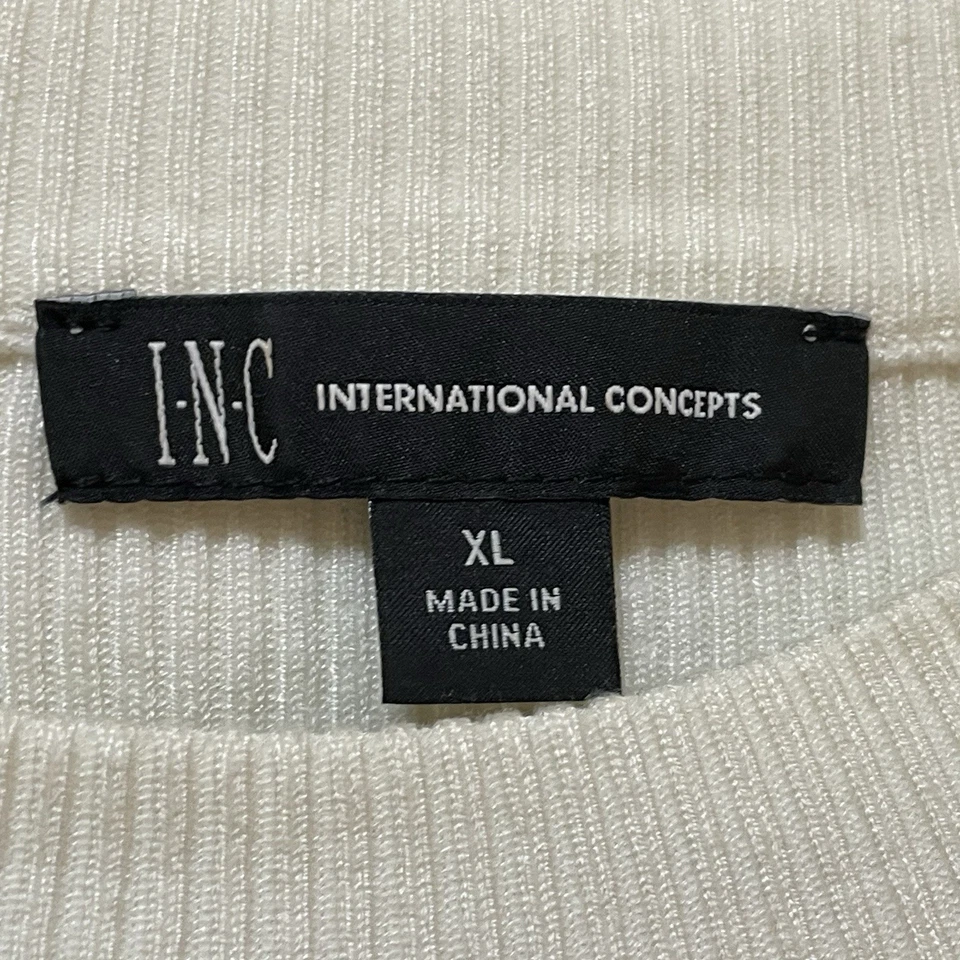 I-N-C INTERNATIONAL CONCEPTS
XL
MADE IN
CHINA